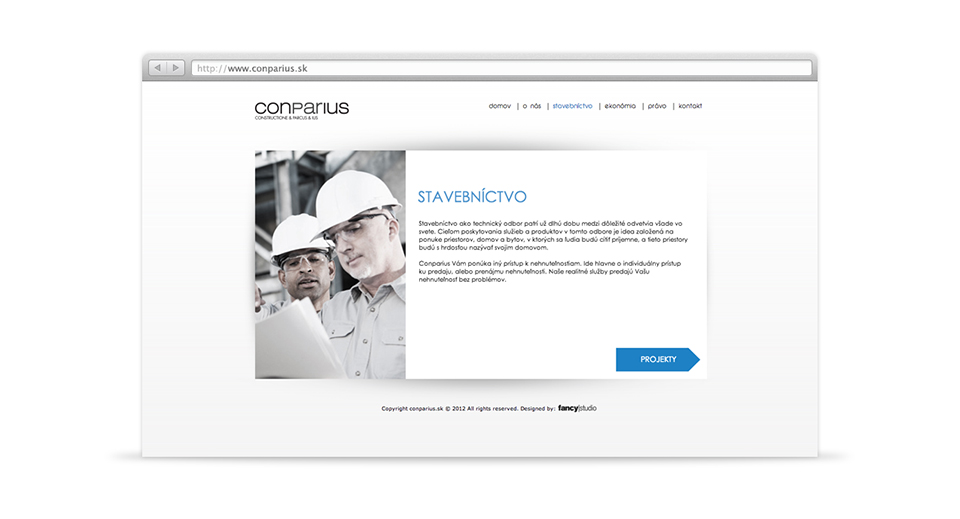 http://www.conparius.sk
conparius
CONSTRUCTIONE & PARCUS & IUS
domov | o nás | stavebníctvo | ekonómia | právo | kontakt
STAVEBNÍCTVO
Stavebníctvo ako technický odbor patrí už dlhú dobu medzi dôležité odvetvia všade vo
svete. Cieľom poskytovania služieb a produktov v tomto odbore je idea založená na
ponuke priestorov, domov a bytov, v ktorých sa ľudia budú cítiť príjemne, a tieto priestory
budú s hrdosťou nazývať svojím domovom.
Conparius Vám ponúka iný prístup k nehnuteľnostiam. Ide hlavne o individuálny prístup
ku predaju, alebo prenájmu nehnuteľnosti. Naše realitné služby predajú Vašu
nehnuteľnosť bez problémov.
PROJEKTY
Copyright conparius.sk © 2012 All rights reserved. Designed by: fancy|studio